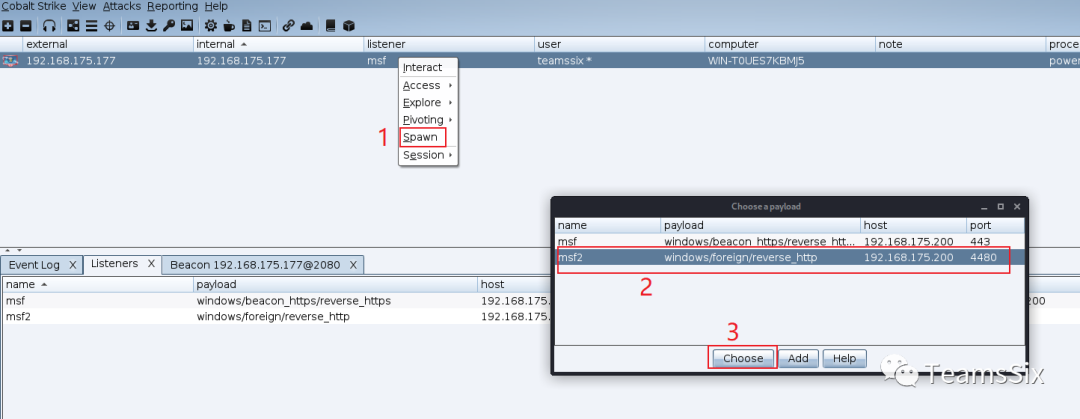 Cobalt Strike View Attacks Reporting Help
external internal listener user computer note proce
192.168.175.177 192.168.175.177 msf teamssix * WIN-T0UES7KBMJ5 power
Interact
Access
Explore
Pivoting
1 Spawn
Session
Choose a payload
name payload host port
msf windows/beacon_https/reverse_htt... 192.168.175.200 443
msf2 windows/foreign/reverse_http 192.168.175.200 4480
2
3
Choose Add Help
Event Log X Listeners X Beacon 192.168.175.177@2080 X
name payload host
msf windows/beacon_https/reverse_https 192.168.175. 200
msf2 windows/foreign/reverse_http 192.168.175.
TeamsSix